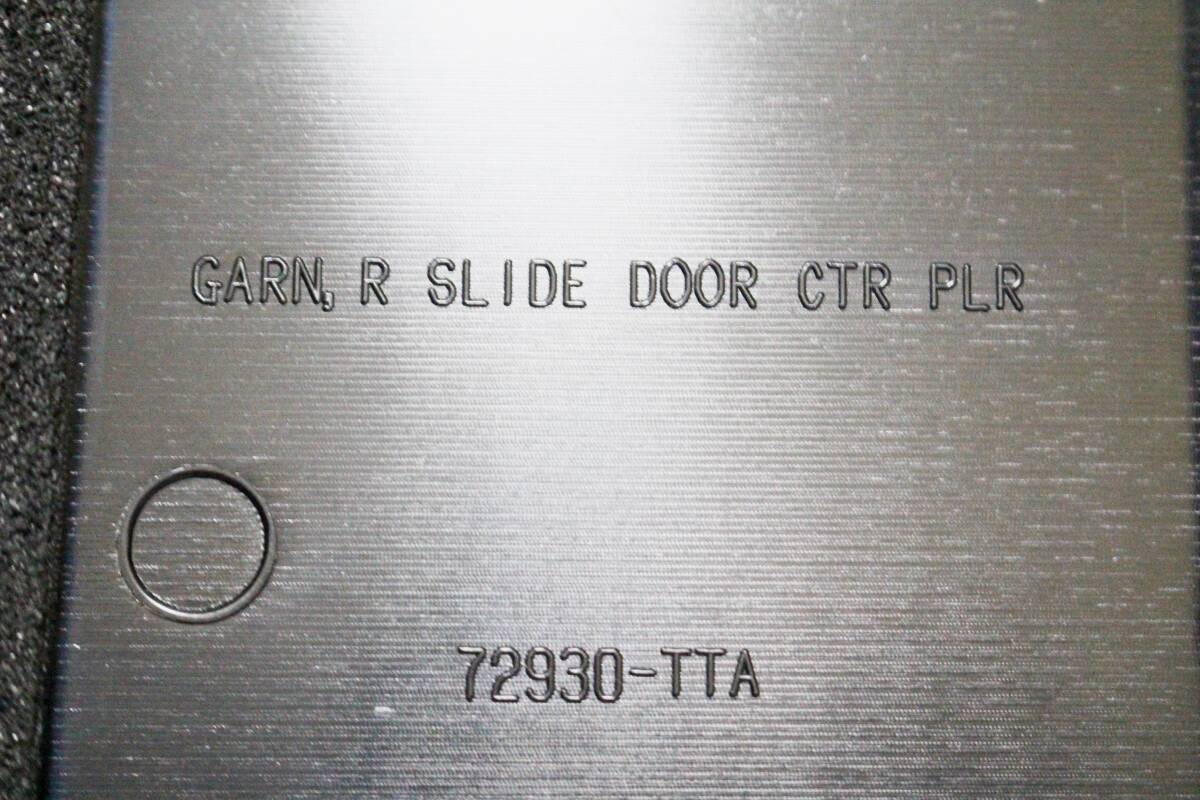 GARN, R SLIDE DOOR CTR PLR
72930-TTA